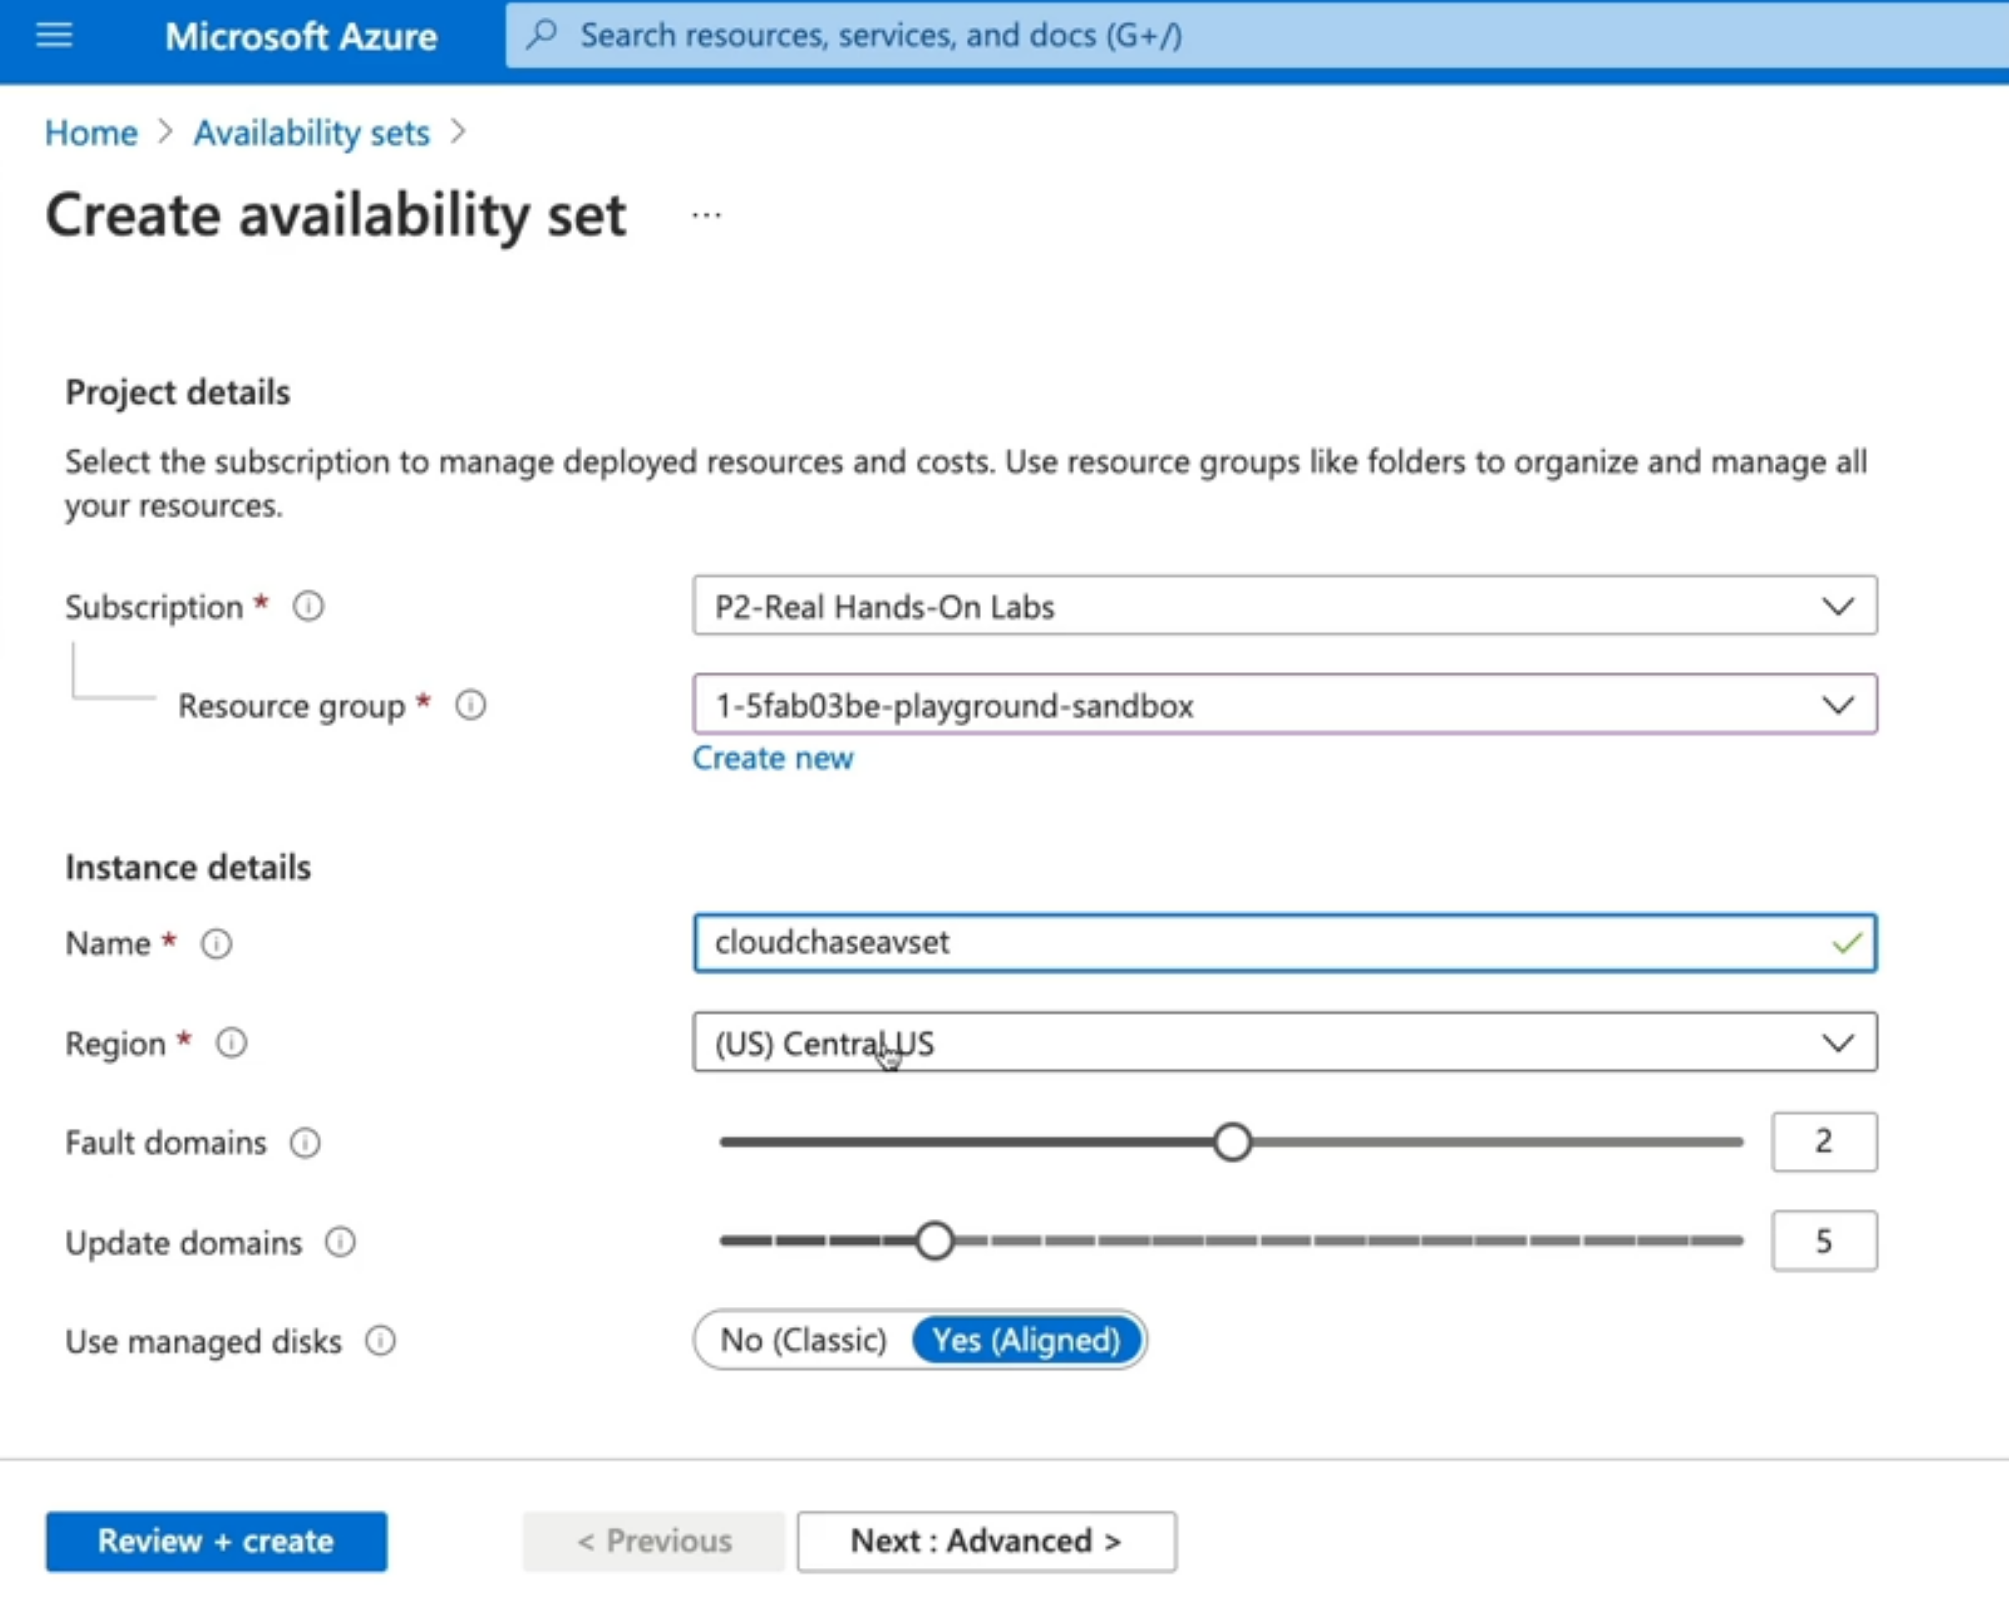 Microsoft Azure
Search resources, services, and docs (G+/)
Home > Availability sets >
Create availability set ...
Project details
Select the subscription to manage deployed resources and costs. Use resource groups like folders to organize and manage all
your resources.
Subscription *
P2-Real Hands-On Labs
Resource group *
1-5fab03be-playground-sandbox
Create new
Instance details
Name *
cloudchaseavset
Region *
(US) Central US
Fault domains
2
Update domains
5
Use managed disks
No (Classic) Yes (Aligned)
Review + create
< Previous
Next : Advanced >